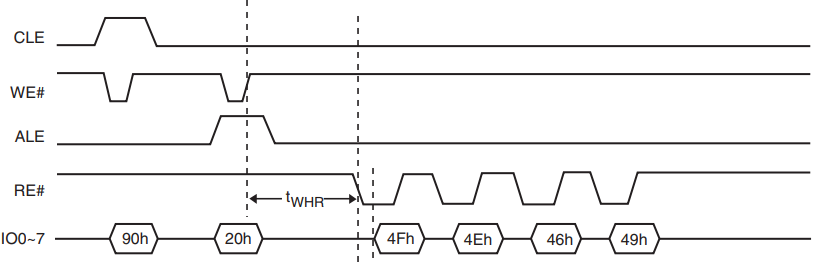 CLE
WE#
ALE
RE#
tWHR
IO0~7
90h
20h
4Fh
4Eh
46h
49h